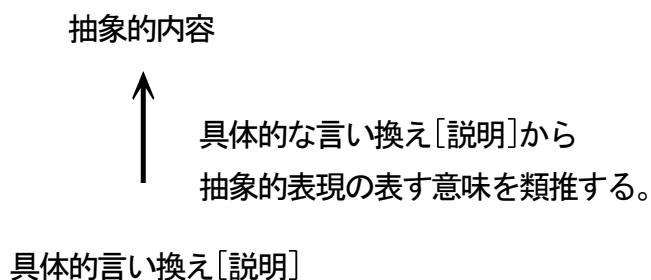 抽象的内容
具体的な言い換え[説明]から
抽象的表現の表す意味を類推する。
具体的言い換え[説明]